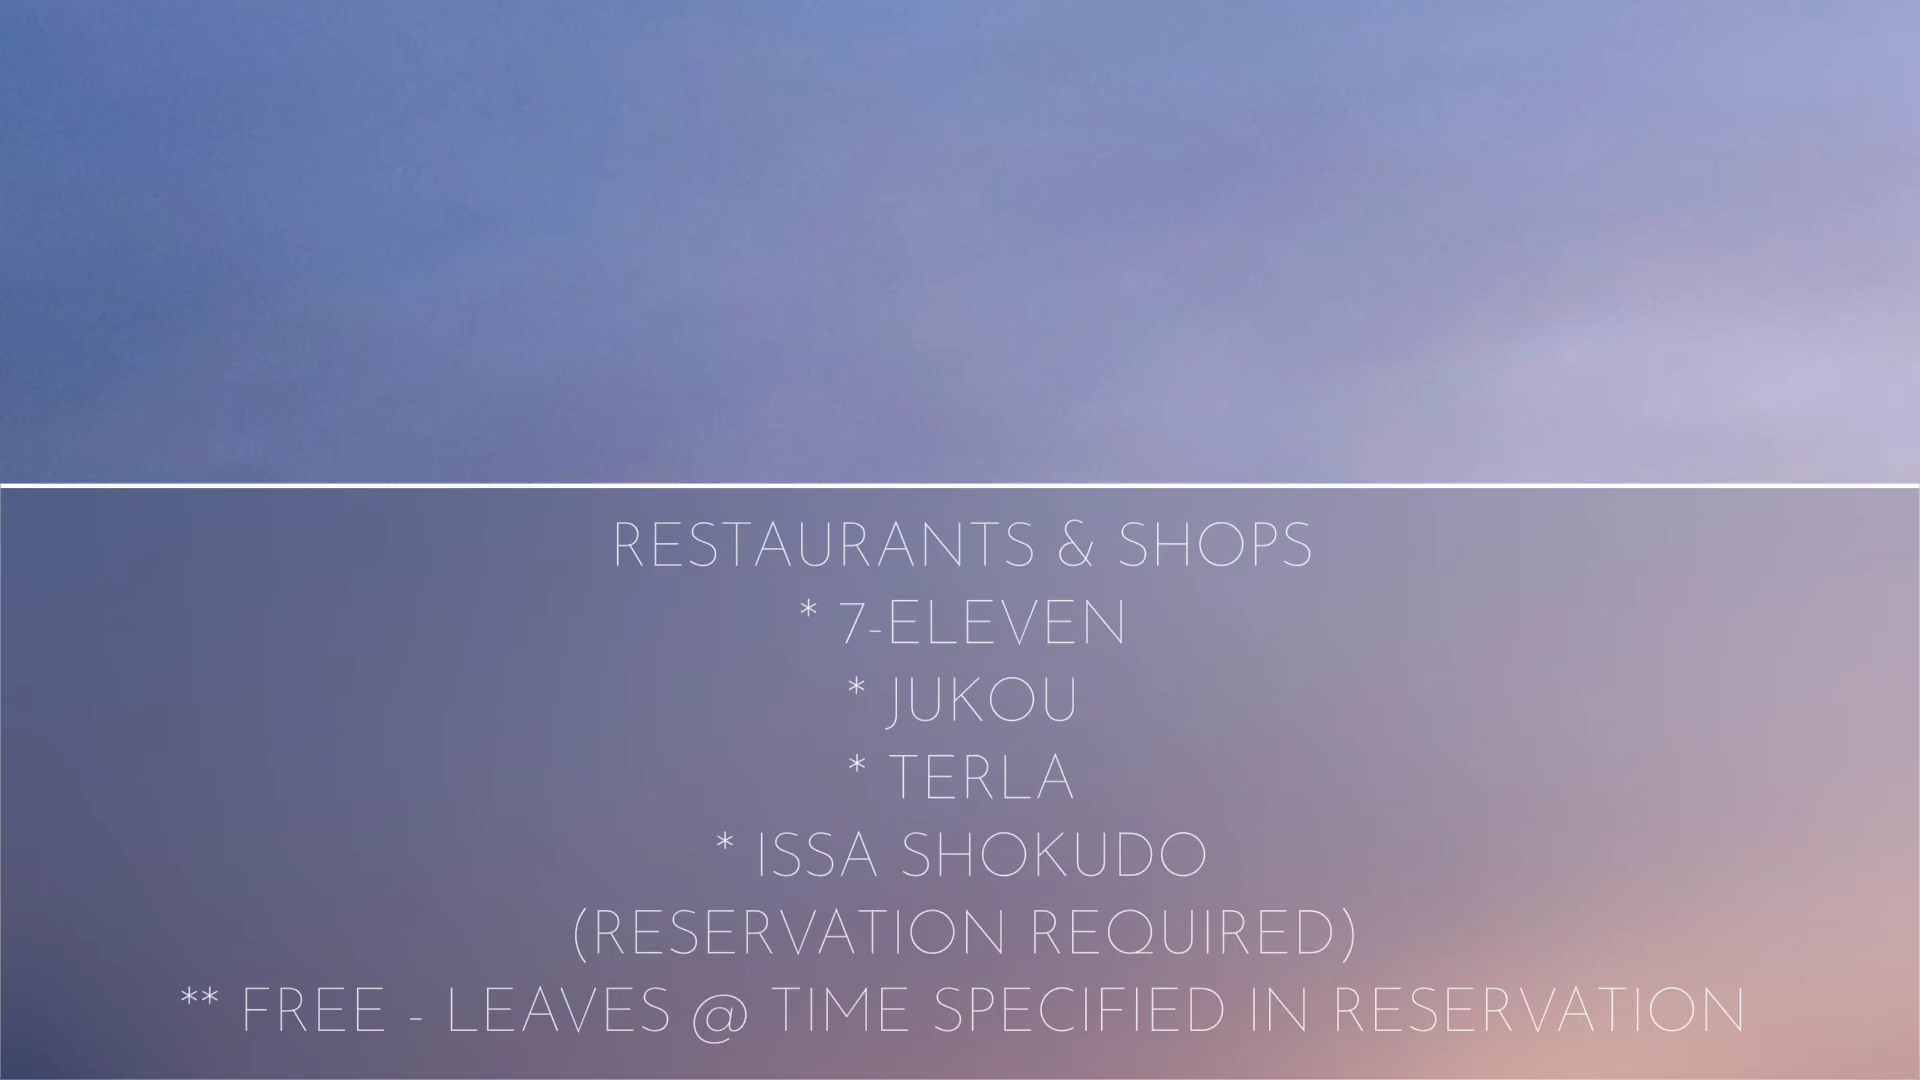 RESTAURANTS & SHOPS
* 7-ELEVEN
* JUKOU
* TERLA
* ISSA SHOKUDO
(RESERVATION REQUIRED)
** FREE - LEAVES @ TIME SPECIFIED IN RESERVATION